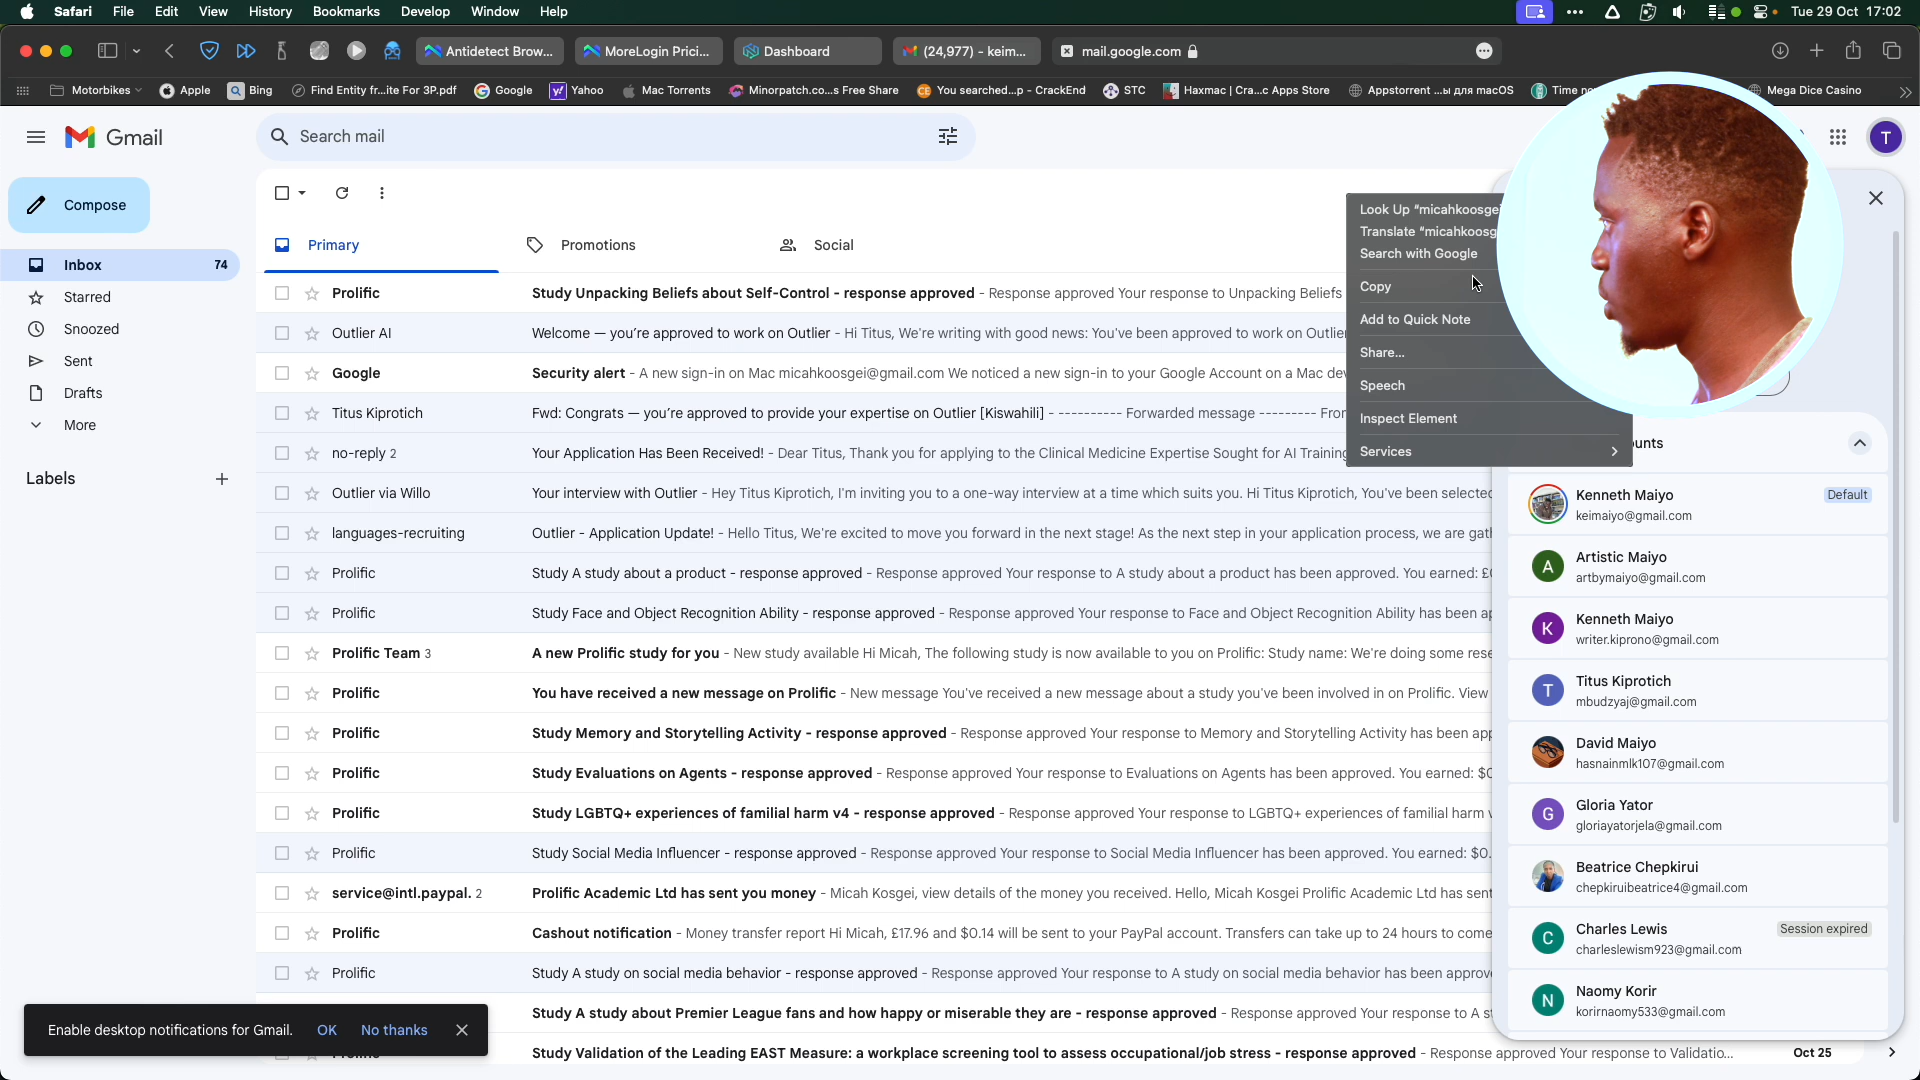 Safari File Edit View History Bookmarks Develop Window Help
Tue 29 Oct 17:02
Antidetect Brow...
MoreLogin Prici...
Dashboard
(24,977) - keim...
mail.google.com
Motorbikes
Apple
Bing
Find Entity fr...ite For 3P.pdf
Google
Yahoo
Mac Torrents
Minorpatch.co...s Free Share
You searched...p - CrackEnd
STC
Haxmac | Cra...c Apps Store
Appstorrent ...ы для macOS
Mega Dice Casino
Gmail
Search mail
T
Compose
Inbox 74
Starred
Snoozed
Sent
Drafts
More
Labels
Primary
Promotions
Social
Prolific Study Unpacking Beliefs about Self-Control - response approved - Response approved Your response to Unpacking Beliefs
Outlier AI Welcome — you're approved to work on Outlier - Hi Titus, We're writing with good news: You've been approved to work on Outlier
Google Security alert - A new sign-in on Mac micahkoosgei@gmail.com We noticed a new sign-in to your Google Account on a Mac
Titus Kiprotich Fwd: Congrats — you're approved to provide your expertise on Outlier [Kiswahili] - ---------- Forwarded message ---------
no-reply 2 Your Application Has Been Received! - Dear Titus, Thank you for applying to the Clinical Medicine Expertise Sought for AI Training
Outlier via Willo Your interview with Outlier - Hey Titus Kiprotich, I'm inviting you to a one-way interview at a time which suits you. Hi Titus Kiprotich, You've been selected
languages-recruiting Outlier - Application Update! - Hello Titus, We're excited to move you forward in the next stage! As the next step in your application process, we are
Prolific Study A study about a product - response approved - Response approved Your response to A study about a product has been approved. You earned:
Prolific Study Face and Object Recognition Ability - response approved - Response approved Your response to Face and Object Recognition Ability has been
Prolific Team 3 A new Prolific study for you - New study available Hi Micah, The following study is now available to you on Prolific: Study name: We're doing some
Prolific You have received a new message on Prolific - New message You've received a new message about a study you've been involved in on Prolific. View
Prolific Study Memory and Storytelling Activity - response approved - Response approved Your response to Memory and Storytelling Activity has been
Prolific Study Evaluations on Agents - response approved - Response approved Your response to Evaluations on Agents has been approved. You earned:
Prolific Study LGBTQ+ experiences of familial harm v4 - response approved - Response approved Your response to LGBTQ+ experiences of familial harm
Prolific Study Social Media Influencer - response approved - Response approved Your response to Social Media Influencer has been approved. You earned: $0.
service@intl.paypal. 2 Prolific Academic Ltd has sent you money - Micah Kosgei, view details of the money you received. Hello, Micah Kosgei Prolific Academic Ltd has sent
Prolific Cashout notification - Money transfer report Hi Micah, £17.96 and $0.14 will be sent to your PayPal account. Transfers can take up to 24 hours to come
Prolific Study A study on social media behavior - response approved - Response approved Your response to A study on social media behavior has been
Study A study about Premier League fans and how happy or miserable they are - response approved - Response approved Your response to A
Study Validation of the Leading EAST Measure: a workplace screening tool to assess occupational/job stress - response approved - Response approved Your response to Validatio... Oct 25
Look Up "micahkoosgei
Translate "micahkoosg
Search with Google
Copy
Add to Quick Note
Share...
Speech
Inspect Element
Services
Kenneth Maiyo Default
keimaiyo@gmail.com
A Artistic Maiyo
artbymaiyo@gmail.com
K Kenneth Maiyo
writer.kiprono@gmail.com
T Titus Kiprotich
mbudzyaj@gmail.com
David Maiyo
hasnainmlk107@gmail.com
G Gloria Yator
gloriayatorjela@gmail.com
Beatrice Chepkirui
chepkiruibeatrice4@gmail.com
C Charles Lewis Session expired
charleslewism923@gmail.com
N Naomy Korir
korirnaomy533@gmail.com
Enable desktop notifications for Gmail. OK No thanks